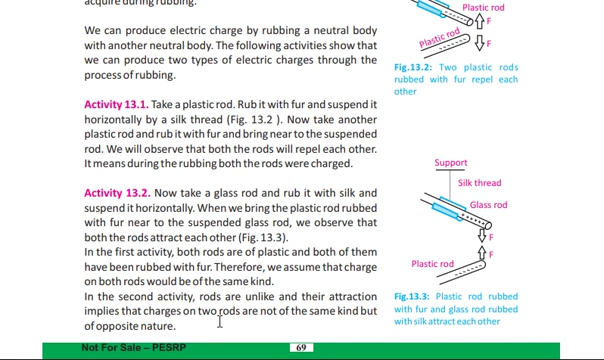 acquire during rubbing.
We can produce electric charge by rubbing a neutral body
with another neutral body. The following activities show that
we can produce two types of electric charges through the
process of rubbing.
Activity 13.1. Take a plastic rod. Rub it with fur and suspend it
horizontally by a silk thread (Fig. 13.2 ). Now take another
plastic rod and rub it with fur and bring near to the suspended
rod. We will observe that both the rods will repel each other.
It means during the rubbing both the rods were charged.
Activity 13.2. Now take a glass rod and rub it with silk and
suspend it horizontally. When we bring the plastic rod rubbed
with fur near to the suspended glass rod, we observe that
both the rods attract each other (Fig. 13.3).
In the first activity, both rods are of plastic and both of them
have been rubbed with fur. Therefore, we assume that charge
on both rods would be of the same kind.
In the second activity, rods are unlike and their attraction
implies that charges on two rods are not of the same kind but
of opposite nature.
Plastic rod
F
Plastic rod
F
Fig.13.2: Two plastic rods
rubbed with fur repel each
other
Support
Silk thread
Glass rod
F
F
Plastic rod
Fig.13.3: Plastic rod rubbed
with fur and glass rod rubbed
with silk attract each other
Not For Sale – PESRP
69